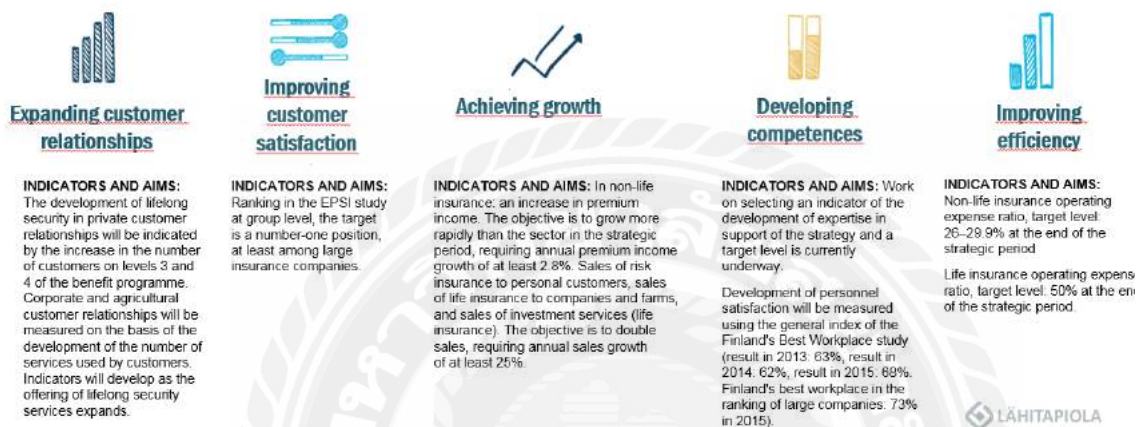 Expanding customer
relationships
INDICATORS AND AIMS:
The development of lifelong
security in private customer
relationships will be indicated
by the increase in the number
of customers on levels 3 and
4 of the benefit programme.
Corporate and agricultural
customer relationships will be
measured on the basis of the
development of the number of
services used by customers.
Indicators will develop as the
offering of lifelong security
services expands.
Improving
customer
satisfaction
INDICATORS AND AIMS:
Ranking in the EPSI study
at group level, the target
is a number-one position,
at least among large
insurance companies.
Achieving growth
INDICATORS AND AIMS: In non-life
insurance: an increase in premium
income. The objective is to grow more
rapidly than the sector in the strategic
period, requiring annual premium income
growth of at least 2.8%. Sales of risk
insurance to personal customers, sales
of life insurance to companies and farms,
and sales of investment services (life
insurance). The objective is to double
sales, requiring annual sales growth
of at least 25%.
Developing
competences
INDICATORS AND AIMS: Work
on selecting an indicator of the
development of expertise in
support of the strategy and a
target level is currently
underway.
Development of personnel
satisfaction will be measured
using the general index of the
Finland's Best Workplace study
(result in 2013: 63%, result in
2014: 62%, result in 2015: 68%.
Finland's best workplace in the
ranking of large companies: 73%
in 2015).
Improving
efficiency
INDICATORS AND AIMS:
Non-life insurance operating
expense ratio, target level:
26–29.9% at the end of the
strategic period
Life insurance operating expense
ratio, target level: 50% at the end
of the strategic period.
LÄHITAPIOLA